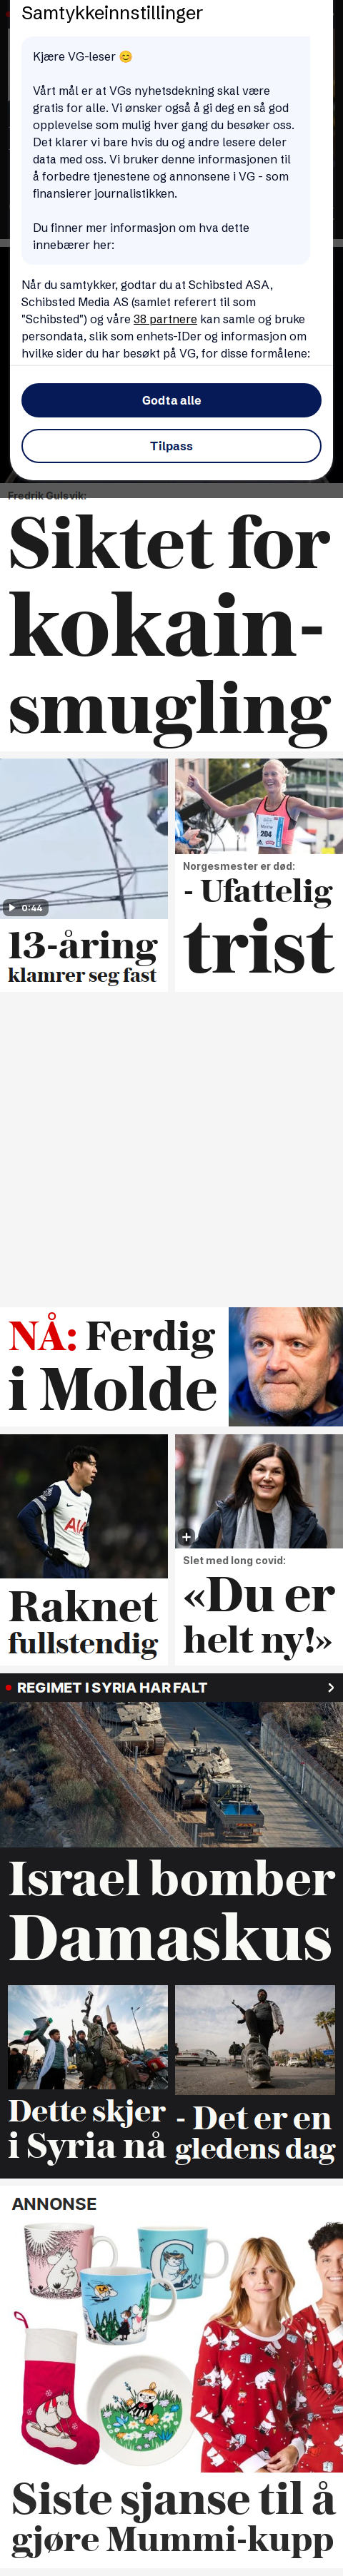 Samtykkeinnstillinger
Kjære VG-leser 😊
Vårt mål er at VGs nyhetsdekning skal være
gratis for alle. Vi ønsker også å gi deg en så god
opplevelse som mulig hver gang du besøker oss.
Det klarer vi bare hvis du og andre lesere deler
data med oss. Vi bruker denne informasjonen til
å forbedre tjenestene og annonsene i VG - som
finansierer journalistikken.
Du finner mer informasjon om hva dette
innebærer her:
Når du samtykker, godtar du at Schibsted ASA,
Schibsted Media AS (samlet referert til som
"Schibsted") og våre 38 partnere kan samle og bruke
persondata, slik som enhets-IDer og informasjon om
hvilke sider du har besøkt på VG, for disse formålene:
Godta alle
Tilpass
Fredrik Gulsvik:
Siktet for
kokain-
smugling
0:44
13-åring
klamrer seg fast
204
Norgesmester er død:
- Ufattelig
trist
NÅ: Ferdig
i Molde
AIA
Raknet
fullstendig
Slet med long covid:
«Du er
helt ny!»
REGIMET I SYRIA HAR FALT
Israel bomber
Damaskus
Dette skjer
i Syria nå
- Det er en
gledens dag
ANNONSE
Siste sjanse til å
gjøre Mummi-kupp